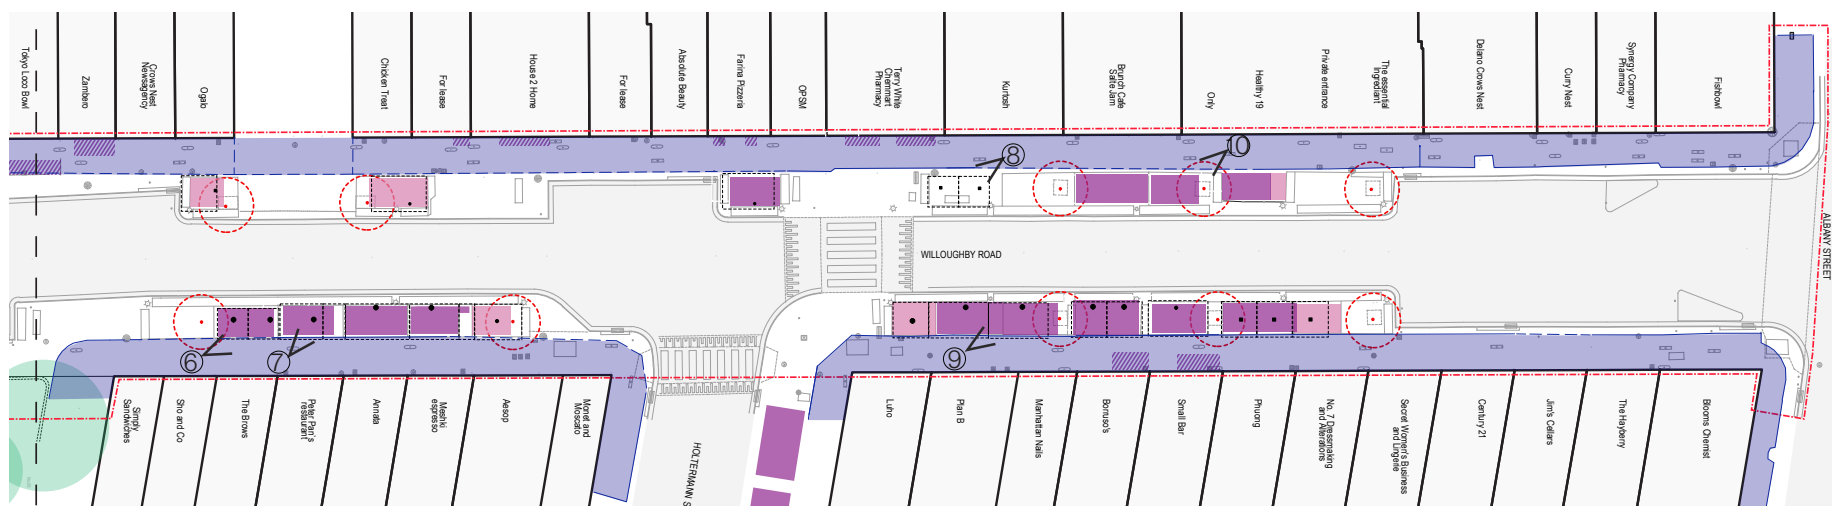 Tokyo Loco Bowl
Zambero
Crows Nest
Newsagency
Ogalo
Chicken Treat
For lease
House 2 Home
For lease
Absolute Beauty
Farina Pizzeria
OPSM
Terry White
Chemmart
Pharmacy
Kurtosh
Brunch Cafe
Salte Jam
Only
Healthy 19
Private entrance
The essential
Ingrediant
Delano Crows Nest
Curry Nest
Synergy Company
Pharmacy
Fishbowl
8
10
WILLOUGHBY ROAD
ALBANY STREET
6
7
9
Simply
Sandwiches
Sho and Co
The Brows
Peter Pan's
restaurant
Annata
Meshki
espresso
Aesop
Monet and
Moscato
HOLTERMANN S
Luho
Plan B
Manhattan Nails
Bonuso's
Small Bar
Phuong
No. 7 Dressmaking
and Alterations
Secret Women's Business
and Lingerie
Century 21
Jim's Cellars
The Hayberry
Blooms Chemist